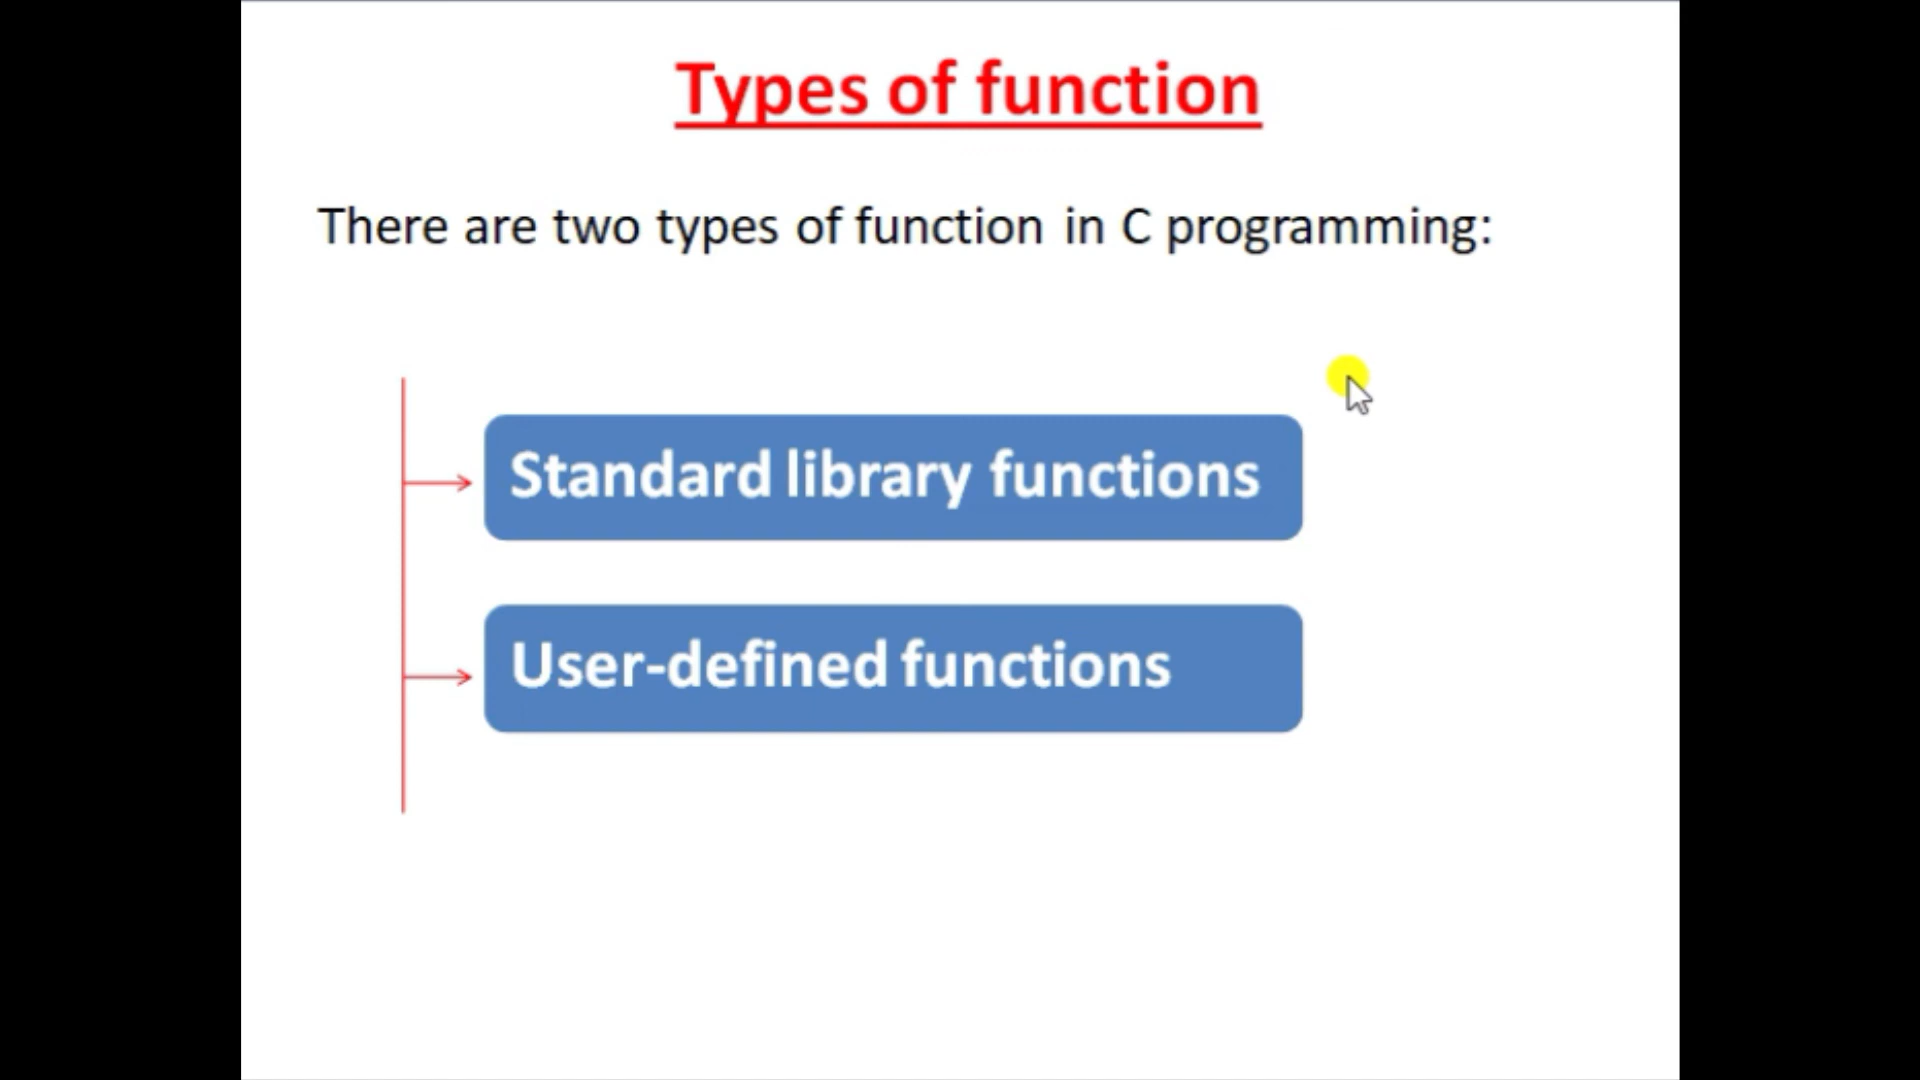 Types of function
There are two types of function in C programming:
Standard library functions
User-defined functions